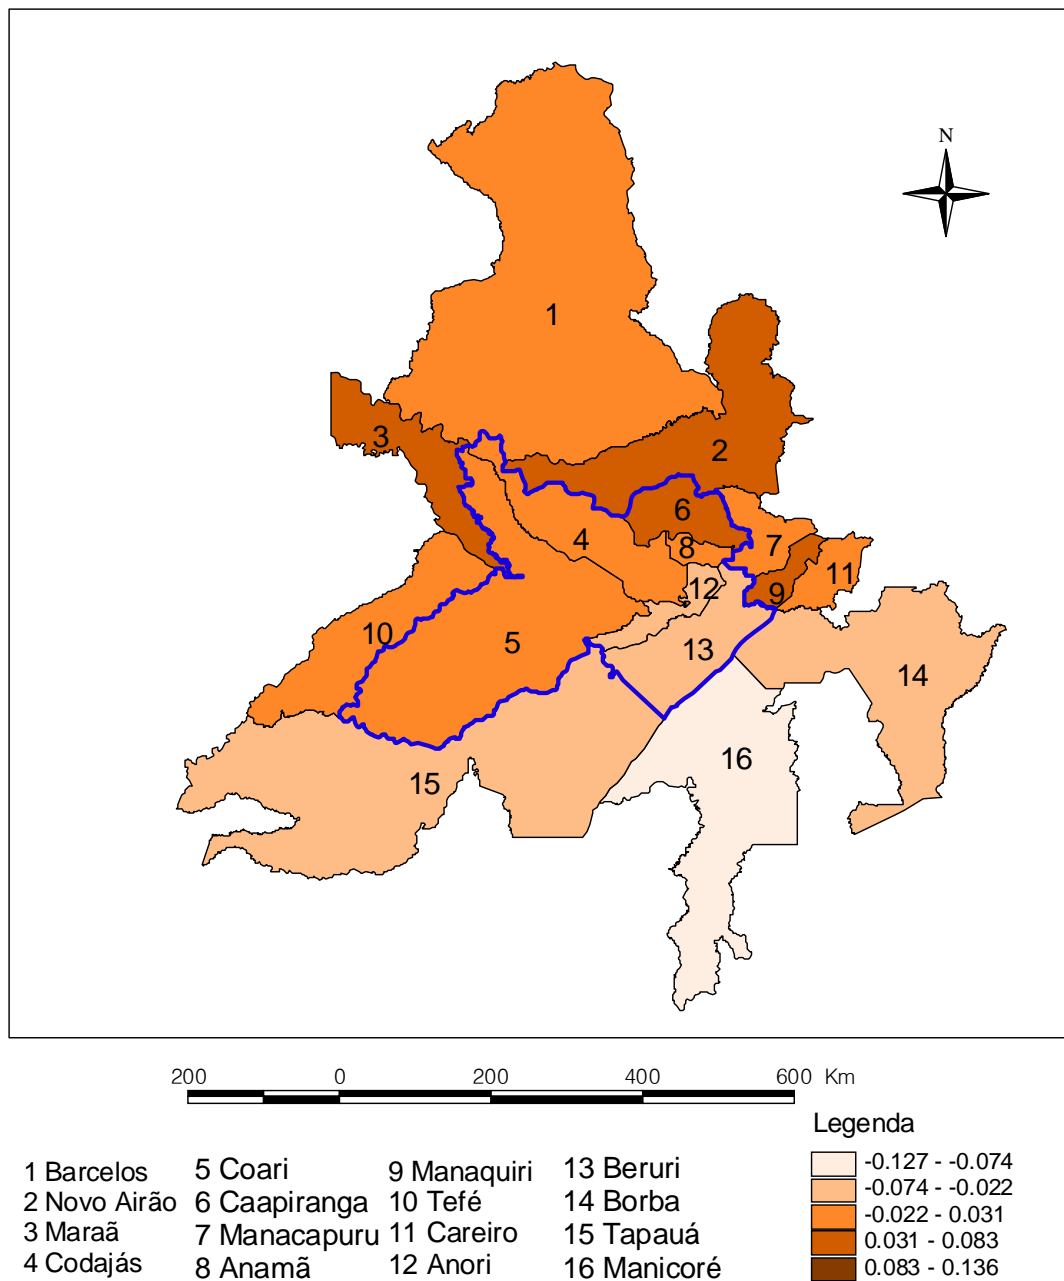 N
1
2
3
6
4
7
8
11
12
9
10
5
13
14
16
15
200 0 200 400 600 Km
Legenda
-0.127 - -0.074
-0.074 - -0.022
-0.022 - 0.031
0.031 - 0.083
0.083 - 0.136
1 Barcelos
2 Novo Airão
3 Maraã
4 Codajás
5 Coari
6 Caapiranga
7 Manacapuru
8 Anamã
9 Manaquiri
10 Tefé
11 Careiro
12 Anori
13 Beruri
14 Borba
15 Tapauá
16 Manicoré